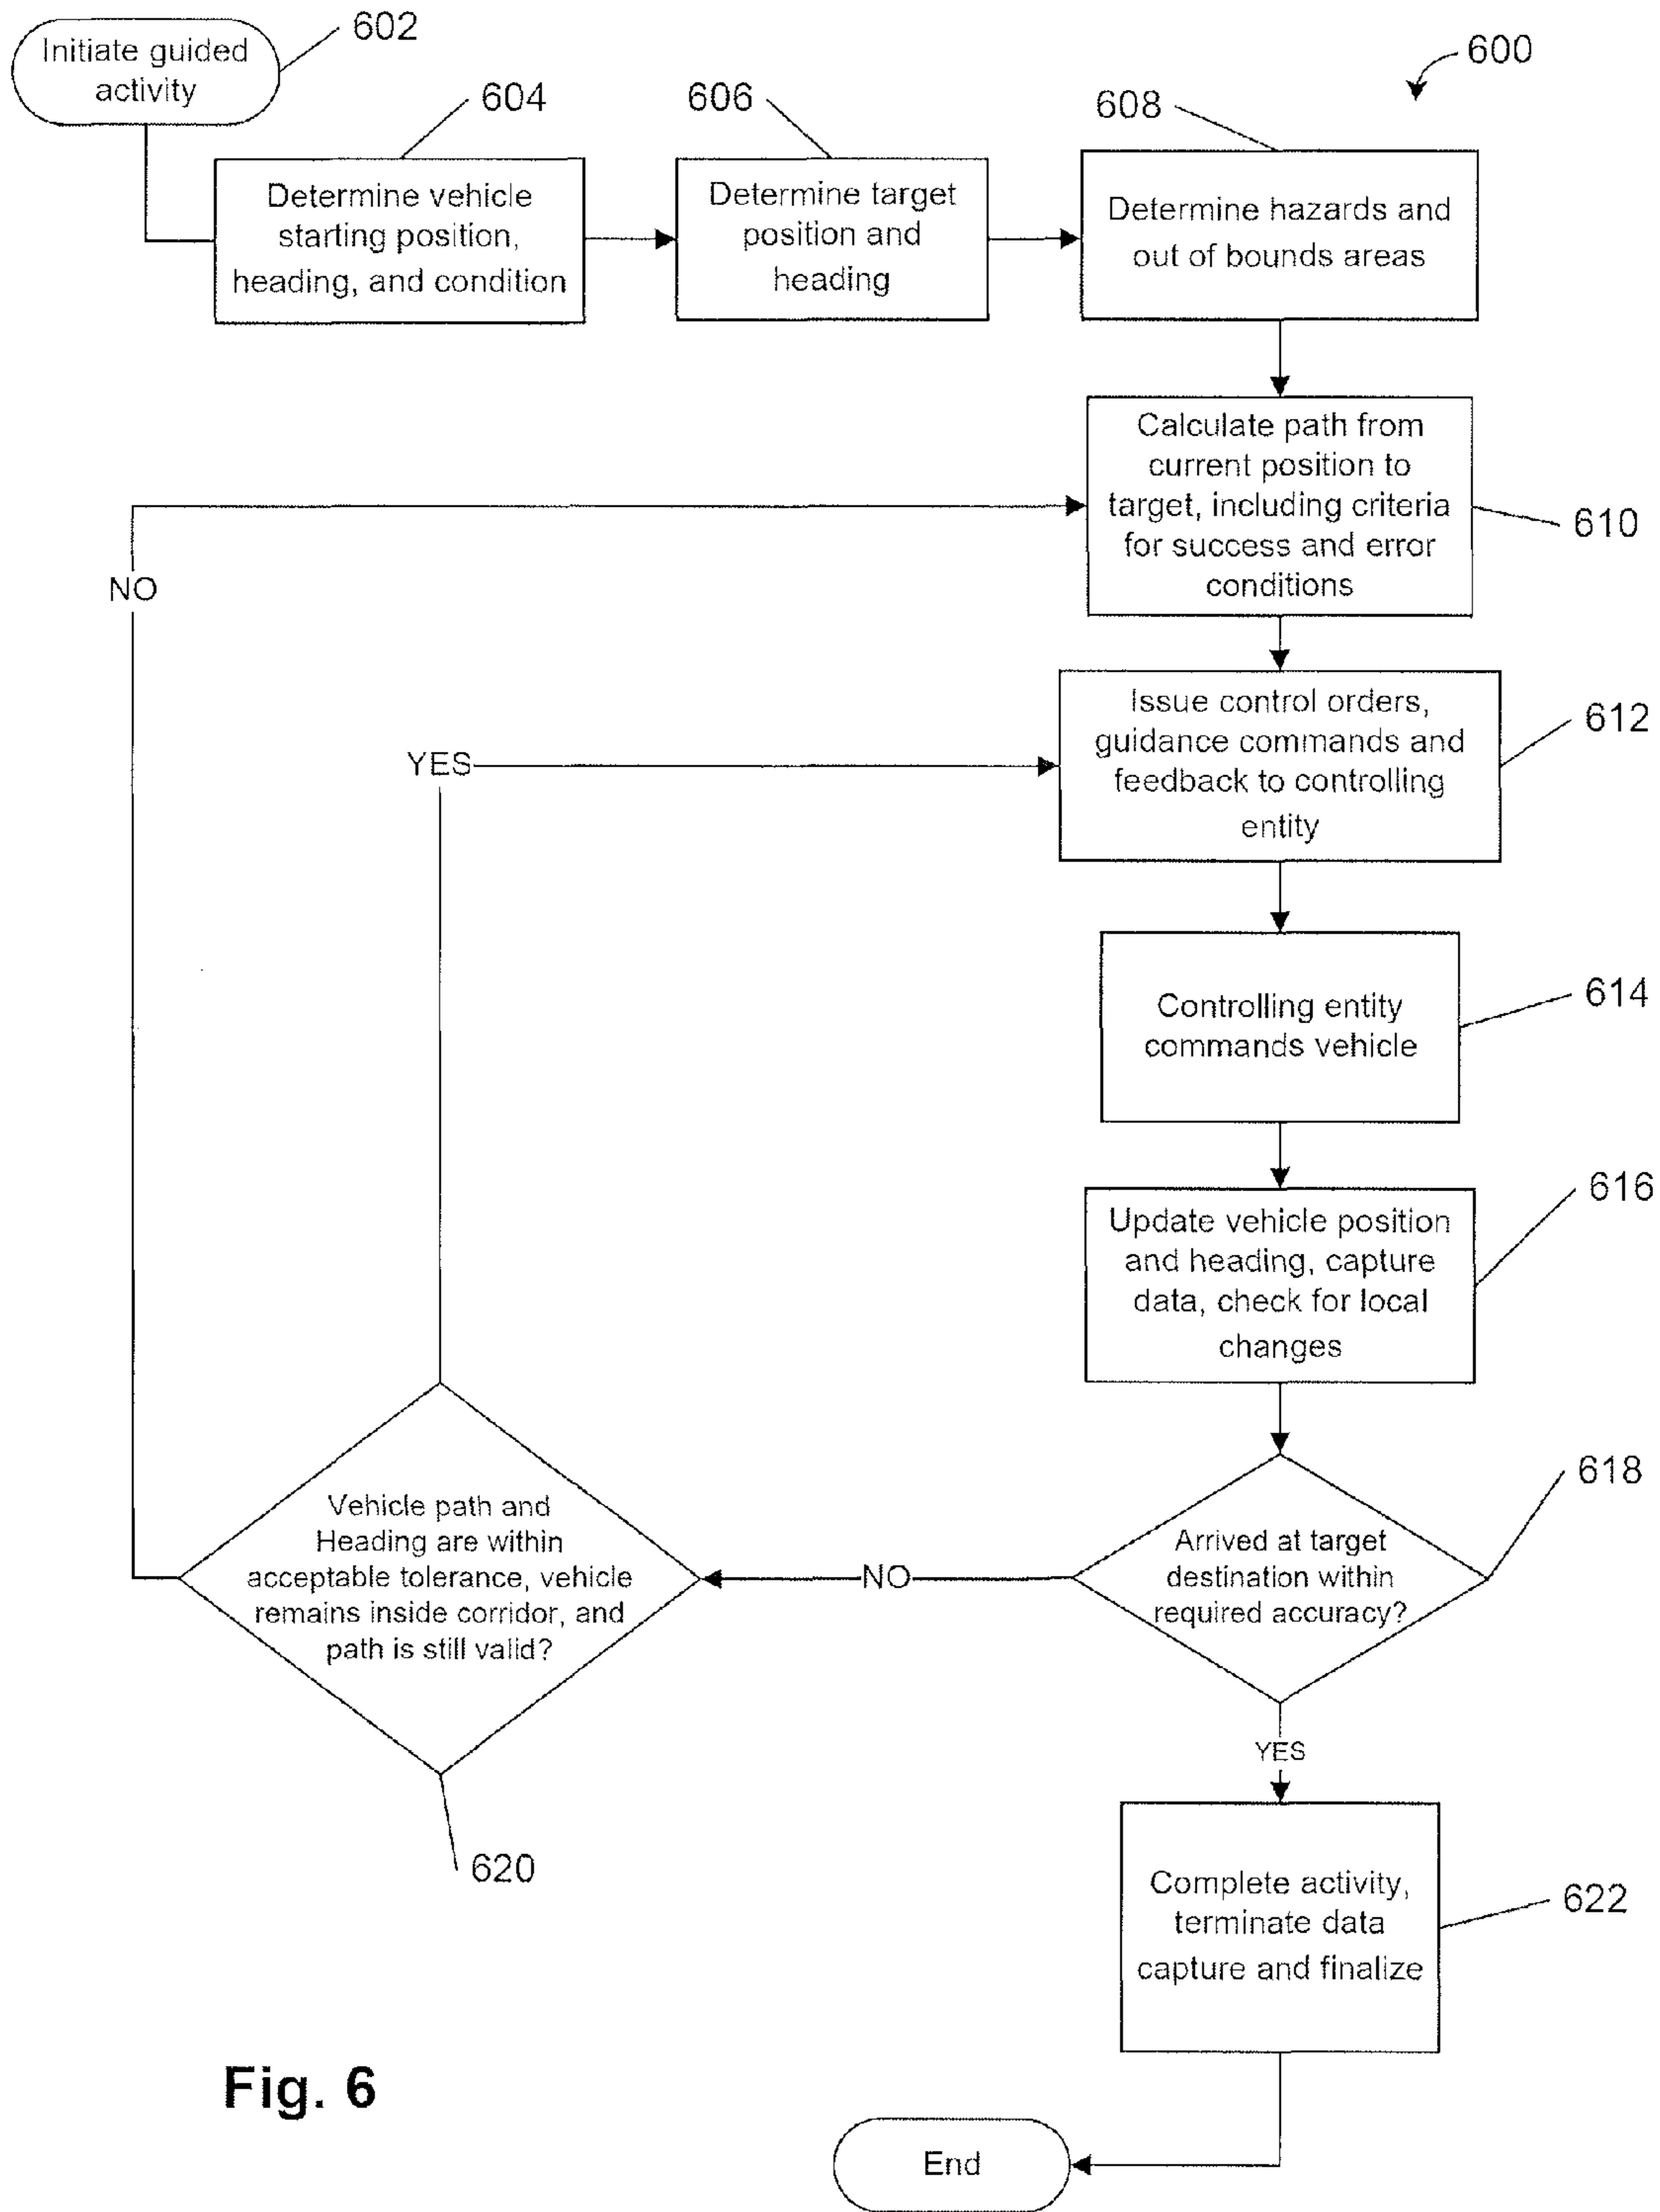 Initiate guided
activity
602
600
604
Determine vehicle
starting position,
heading, and condition
606
Determine target
position and
heading
608
Determine hazards and
out of bounds areas
Calculate path from
current position to
target, including criteria
for success and error
conditions
610
NO
Issue control orders,
guidance commands and
feedback to controlling
entity
612
YES
Controlling entity
commands vehicle
614
Update vehicle position
and heading, capture
data, check for local
changes
616
Arrived at target
destination within
required accuracy?
618
NO
Vehicle path and
Heading are within
acceptable tolerance, vehicle
remains inside corridor, and
path is still valid?
620
YES
Complete activity,
terminate data
capture and finalize
622
End
Fig. 6